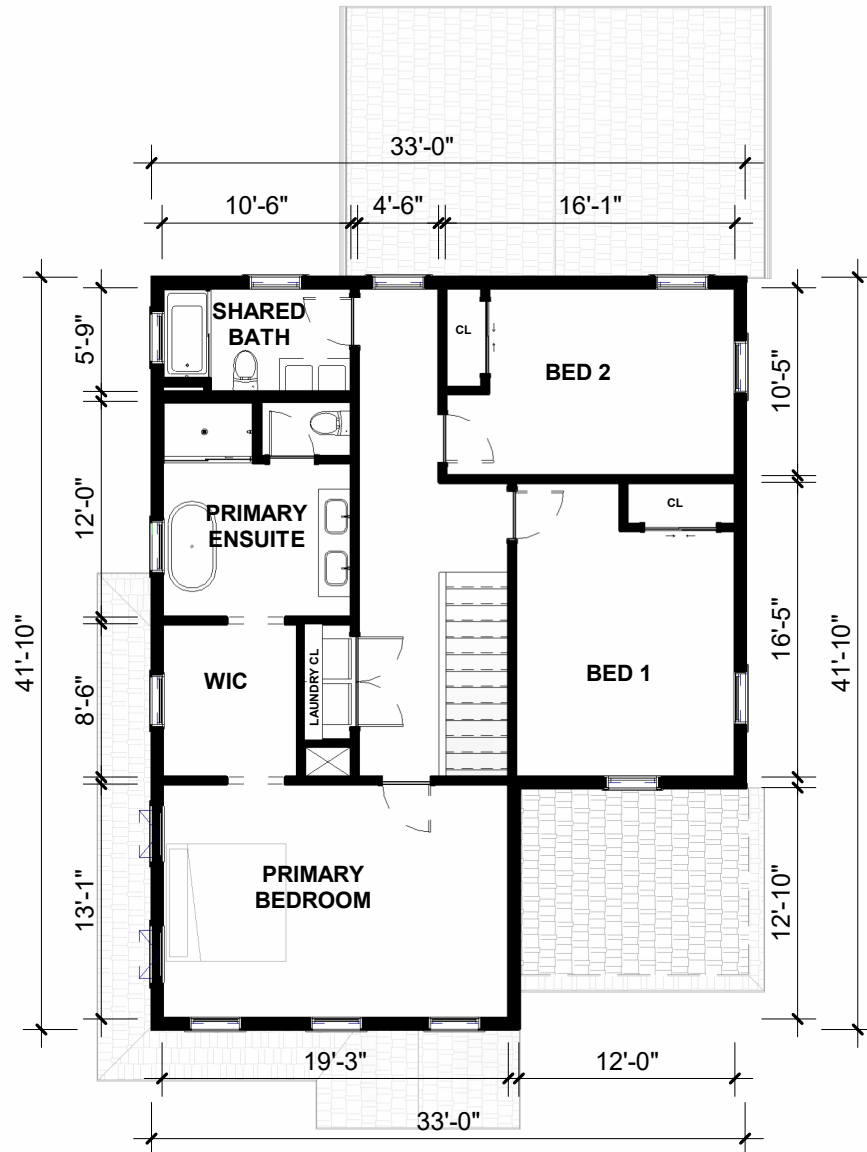 33'-0"
10'-6"
4'-6"
16'-1"
SHARED
BATH
CL
BED 2
5'-9"
10'-5"
CL
PRIMARY
ENSUITE
12'-0"
16'-5"
41'-10"
41'-10"
WIC
LAUNDRY CL
BED 1
8'-6"
PRIMARY
BEDROOM
13'-1"
12'-10"
19'-3"
12'-0"
33'-0"